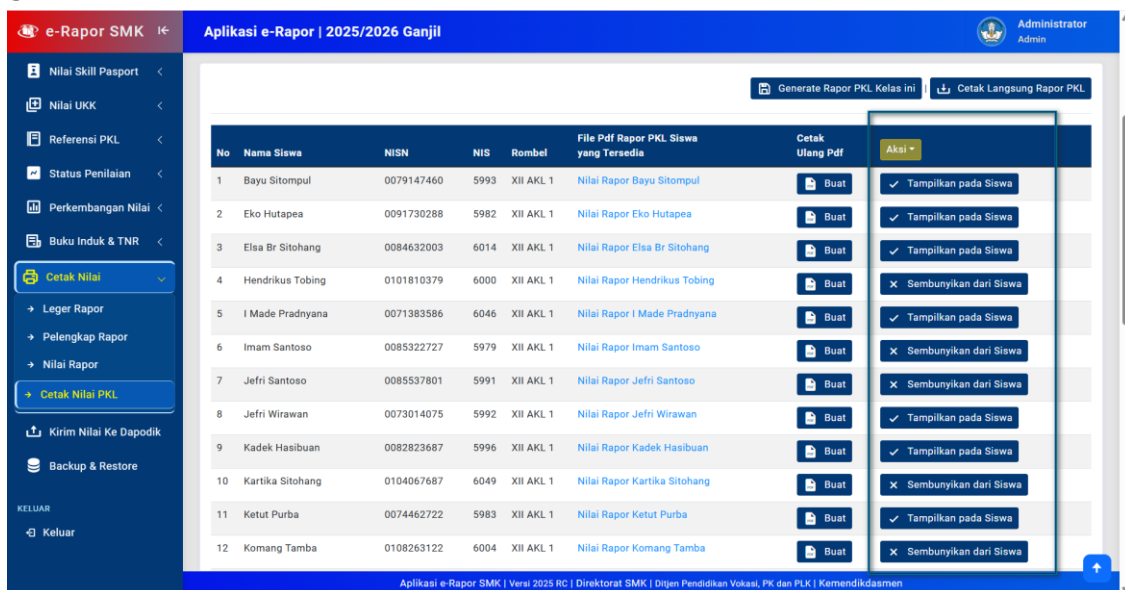 e-Rapor SMK
Aplikasi e-Rapor | 2025/2026 Ganjil
Administrator
Admin
Nilai Skill Pasport
Nilai UKK
Referensi PKL
Status Penilaian
Perkembangan Nilai
Buku Induk & TNR
Cetak Nilai
Leger Rapor
Pelengkap Rapor
Nilai Rapor
Cetak Nilai PKL
Kirim Nilai Ke Dapodik
Backup & Restore
KELUAR
Keluar
Generate Rapor PKL Kelas ini | Cetak Langsung Rapor PKL
No Nama Siswa NISN NIS Rombel File Pdf Rapor PKL Siswa yang Tersedia Cetak Ulang Pdf Aksi
1 Bayu Sitompul 0079147460 5993 XII AKL 1 Nilai Rapor Bayu Sitompul Buat Tampilkan pada Siswa
2 Eko Hutapea 0091730288 5982 XII AKL 1 Nilai Rapor Eko Hutapea Buat Tampilkan pada Siswa
3 Elsa Br Sitohang 0084632003 6014 XII AKL 1 Nilai Rapor Elsa Br Sitohang Buat Tampilkan pada Siswa
4 Hendrikus Tobing 0101810379 6000 XII AKL 1 Nilai Rapor Hendrikus Tobing Buat Sembunyikan dari Siswa
5 I Made Pradnyana 0071383586 6046 XII AKL 1 Nilai Rapor I Made Pradnyana Buat Tampilkan pada Siswa
6 Imam Santoso 0085322727 5979 XII AKL 1 Nilai Rapor Imam Santoso Buat Sembunyikan dari Siswa
7 Jefri Santoso 0085537801 5991 XII AKL 1 Nilai Rapor Jefri Santoso Buat Sembunyikan dari Siswa
8 Jefri Wirawan 0073014075 5992 XII AKL 1 Nilai Rapor Jefri Wirawan Buat Tampilkan pada Siswa
9 Kadek Hasibuan 0082823687 5996 XII AKL 1 Nilai Rapor Kadek Hasibuan Buat Tampilkan pada Siswa
10 Kartika Sitohang 0104067687 6049 XII AKL 1 Nilai Rapor Kartika Sitohang Buat Sembunyikan dari Siswa
11 Ketut Purba 0074462722 5983 XII AKL 1 Nilai Rapor Ketut Purba Buat Tampilkan pada Siswa
12 Komang Tamba 0108263122 6004 XII AKL 1 Nilai Rapor Komang Tamba Buat Sembunyikan dari Siswa
Aplikasi e-Rapor SMK | Versi 2025 RC | Direktorat SMK | Ditjen Pendidikan Vokasi, PK dan PLK | Kemendikdasmen